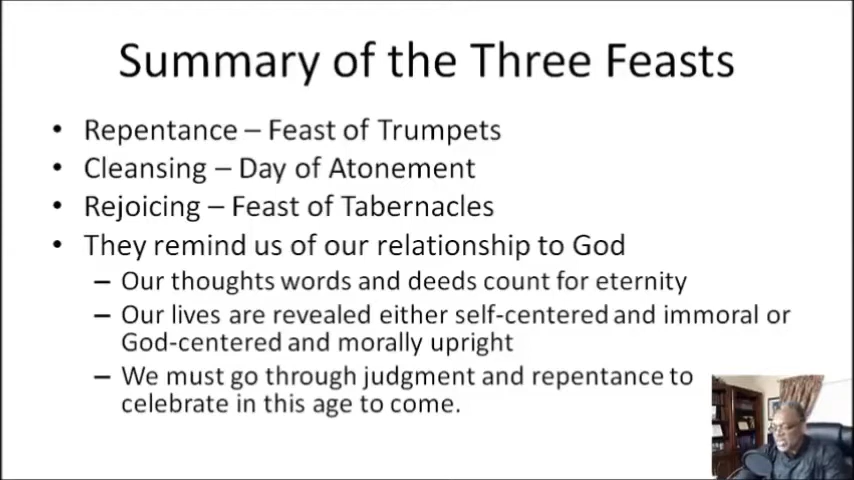 Summary of the Three Feasts
• Repentance – Feast of Trumpets
• Cleansing – Day of Atonement
• Rejoicing – Feast of Tabernacles
• They remind us of our relationship to God
– Our thoughts words and deeds count for eternity
– Our lives are revealed either self-centered and immoral or
God-centered and morally upright
– We must go through judgment and repentance to
celebrate in this age to come.